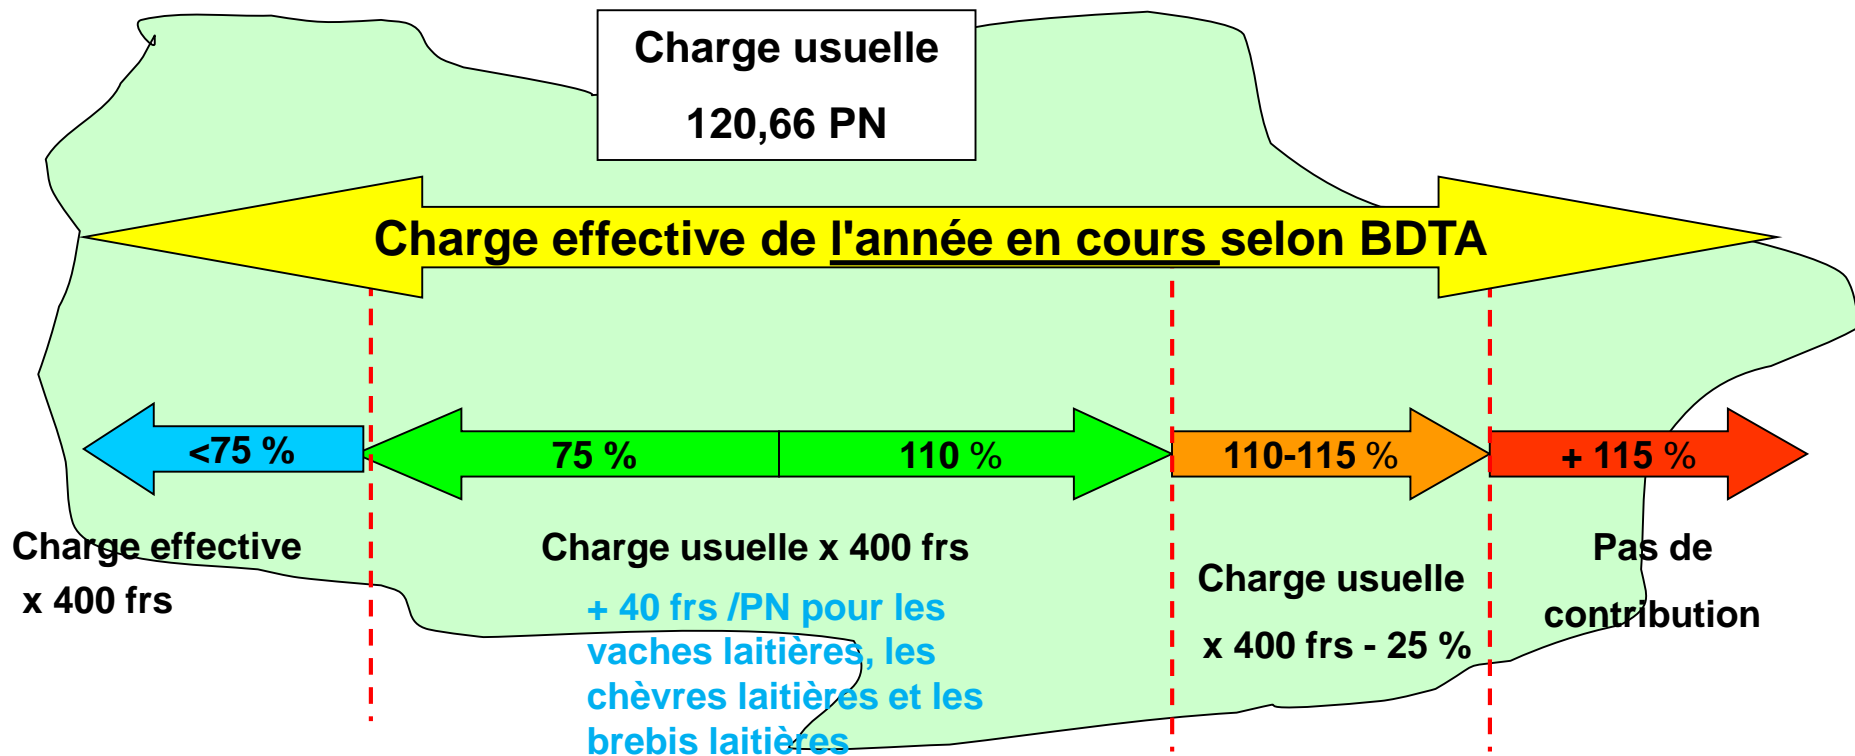 Charge usuelle
120,66 PN
Charge effective de l'année en cours selon BDTA
<75 %
75 %
110 %
110-115 %
+ 115 %
Charge effective
x 400 frs
Charge usuelle x 400 frs
+ 40 frs /PN pour les
vaches laitières, les
chèvres laitières et les
brebis laitières
Charge usuelle
x 400 frs - 25 %
Pas de
contribution